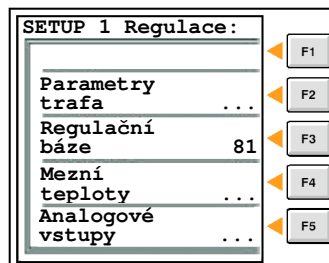 SETUP 1 Regulace:
F1
Parametry
trafa ...
F2
Regulační
báze 81
F3
Mezní
teploty ...
F4
Analogové
vstupy ...
F5